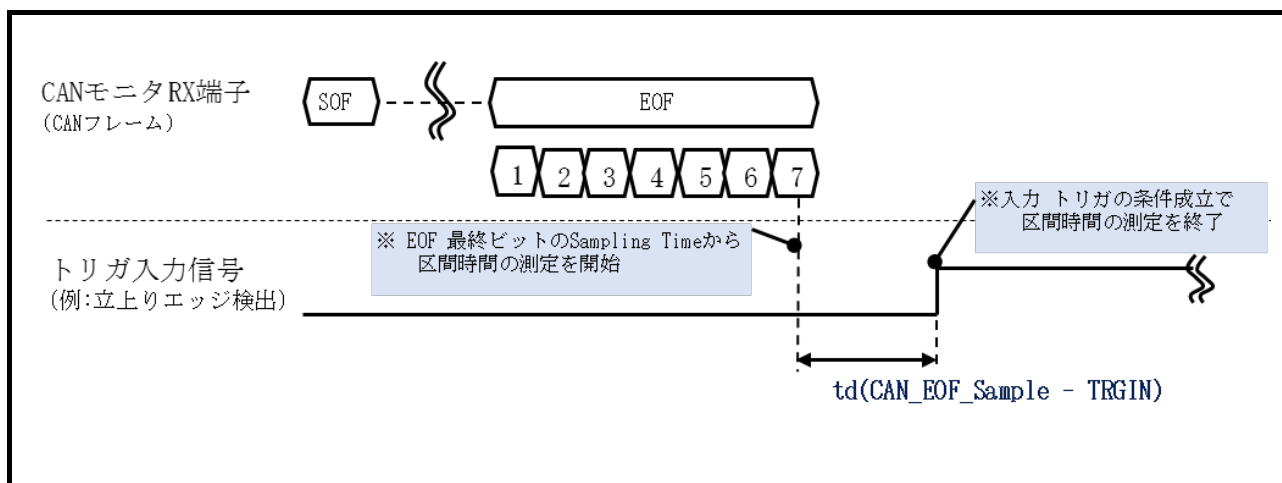 CANモニタRX端子
(CANフレーム)
SOF
EOF
1 2 3 4 5 6 7
※入力 トリガの条件成立で
区間時間の測定を終了
※ EOF 最終ビットのSampling Timeから
区間時間の測定を開始
トリガ入力信号
(例:立上りエッジ検出)
td(CAN_EOF_Sample - TRGIN)